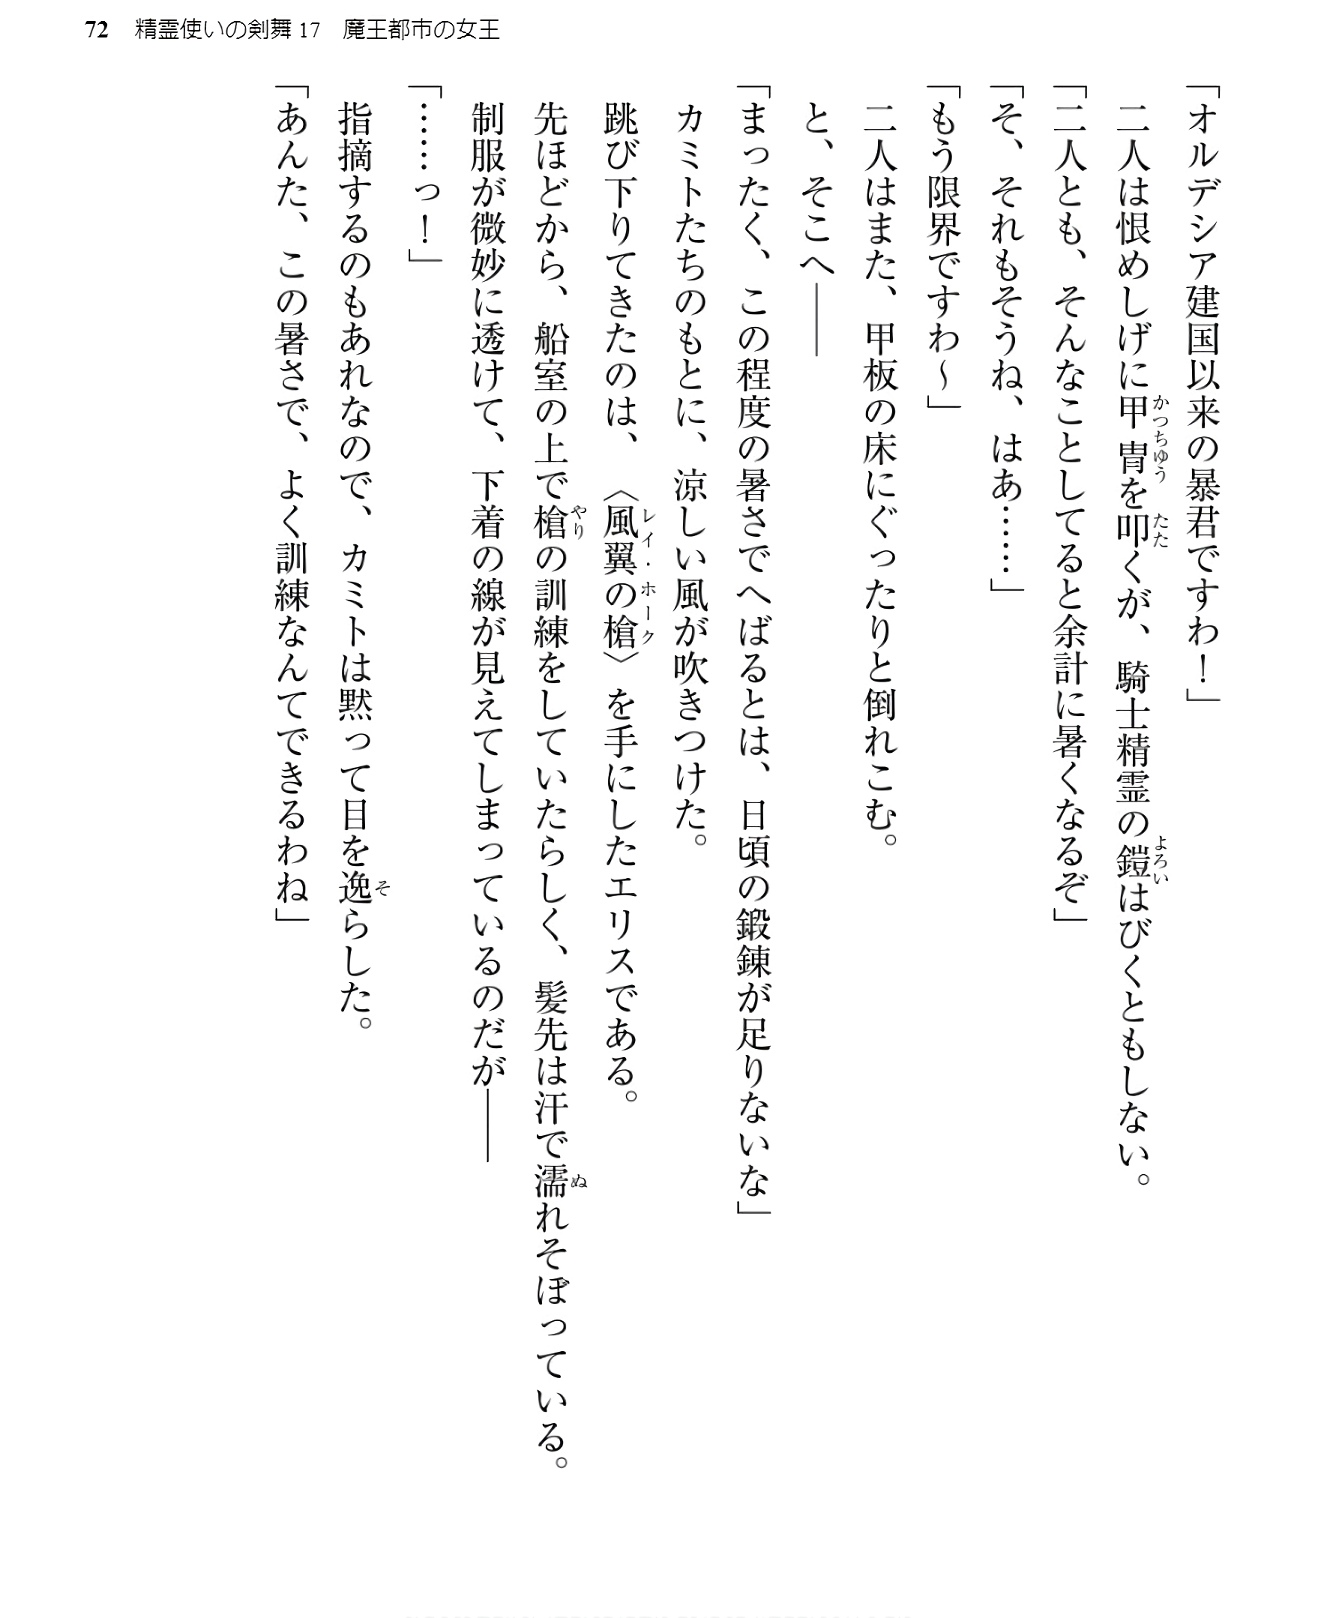 72 精霊使いの剣舞17 魔王都市の女王
「オルデシア建国以来の暴君ですわ！」
二人は恨めしげに甲冑を叩くが、騎士精霊の鎧はびくともしない。
かつちゆう
たた
よろい
「二人とも、そんなことしてると余計に暑くなるぞ」
「そ、それもそうね、はあ……」
「もう限界ですわ〜」
二人はまた、甲板の床にぐったりと倒れこむ。
と、そこへ――
「まったく、この程度の暑さでへばるとは、日頃の鍛錬が足りないな」
カミトたちのもとに、涼しい風が吹きつけた。
跳び下りてきたのは、〈風翼の槍〉を手にしたエリスである。
レイ・ホーク
先ほどから、船室の上で槍の訓練をしていたらしく、髪先は汗で濡れそぼっている。
やり
ぬ
制服が微妙に透けて、下着の線が見えてしまっているのだが――
「……っ！」
指摘するのもあれなので、カミトは黙って目を逸らした。
そ
「あんた、この暑さで、よく訓練なんてできるわね」